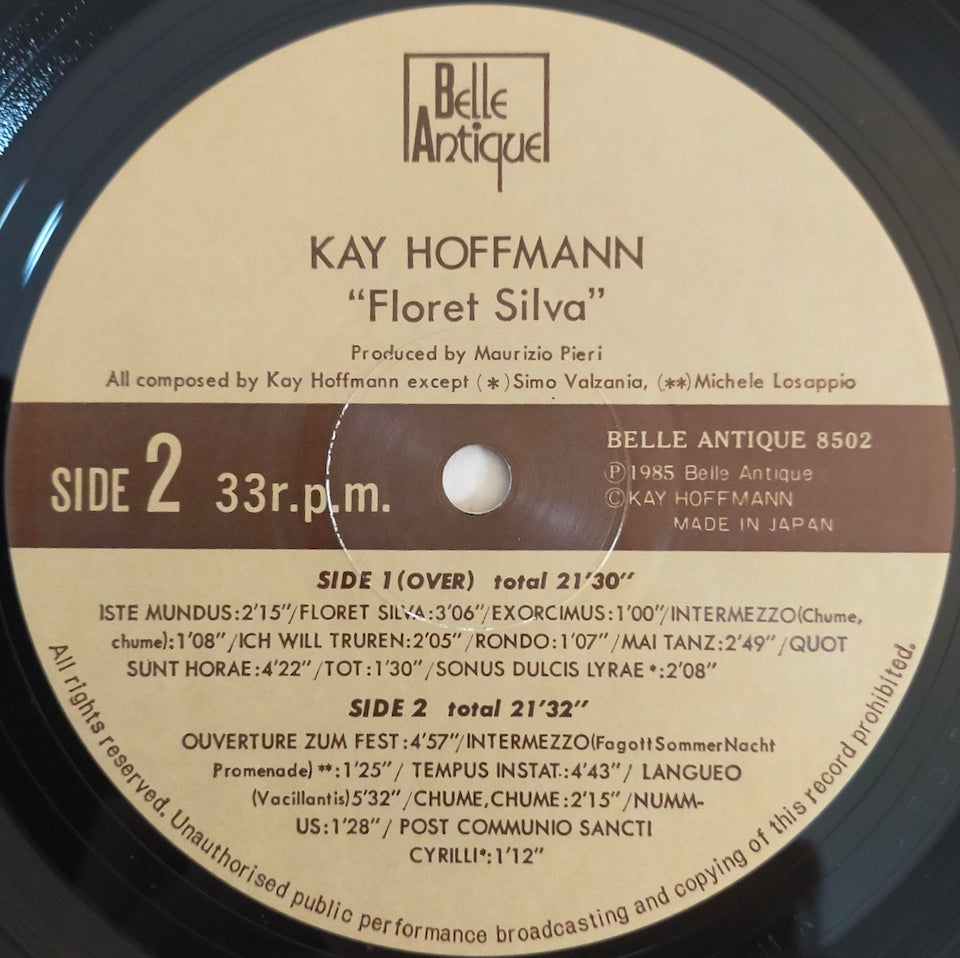 Belle
Antique
KAY HOFFMANN
“Floret Silva”
Produced by Maurizio Pieri
All composed by Kay Hoffmann except (*)Simo Valzania, (**)Michele Losappio
SIDE 2 33r.p.m.
BELLE ANTIQUE 8502
Ⓟ1985 Belle Antique
©KAY HOFFMANN
MADE IN JAPAN
SIDE 1(OVER) total 21'30"
ISTE MUNDUS:2'15"/FLORET SILVA:3'06"/EXORCIMUS:1'00"/INTERMEZZO(Chume,
chume):1'08"/ICH WILL TRUREN:2'05"/RONDO:1'07"/MAI TANZ:2'49"/QUOT
SUNT HORAE:4'22"/TOT:1'30"/SONUS DULCIS LYRAE*:2'08"
SIDE 2 total 21'32"
OUVERTURE ZUM FEST:4'57"/INTERMEZZO(FagottSommerNacht
Promenade)**:1'25"/ TEMPUS INSTAT.:4'43"/ LANGUEO
(Vacillantis)5'32"/CHUME,CHUME:2'15"/NUMM-
US:1'28"/ POST COMMUNIO SANCTI
CYRILLI*:1'12"
All rights reserved. Unauthorised public performance broadcasting and copying of this record prohibited.